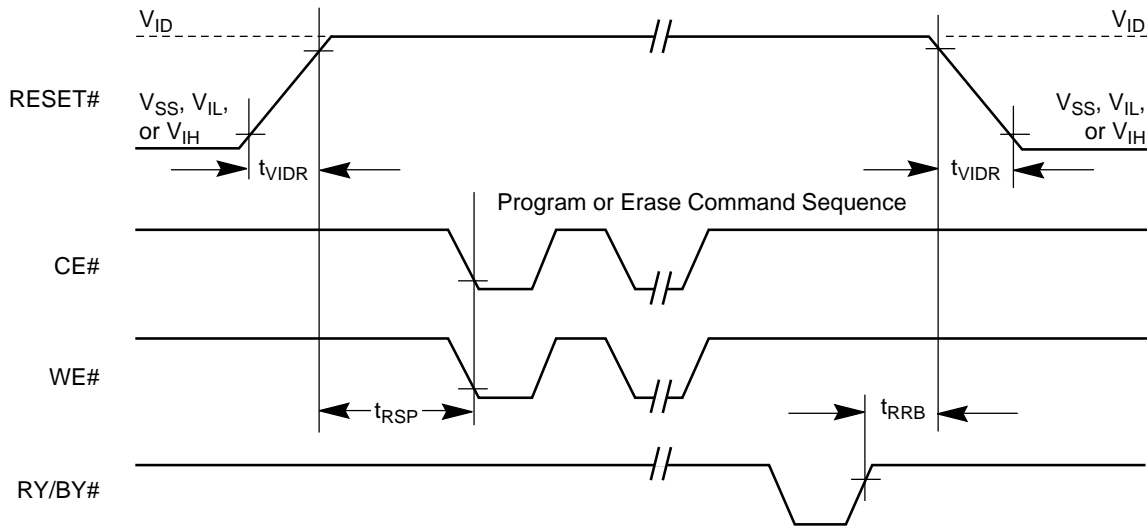 VID
VID
RESET#
VSS, VIL,
or VIH
VSS, VIL,
or VIH
tVIDR
tVIDR
Program or Erase Command Sequence
CE#
WE#
tRSP
tRRB
RY/BY#